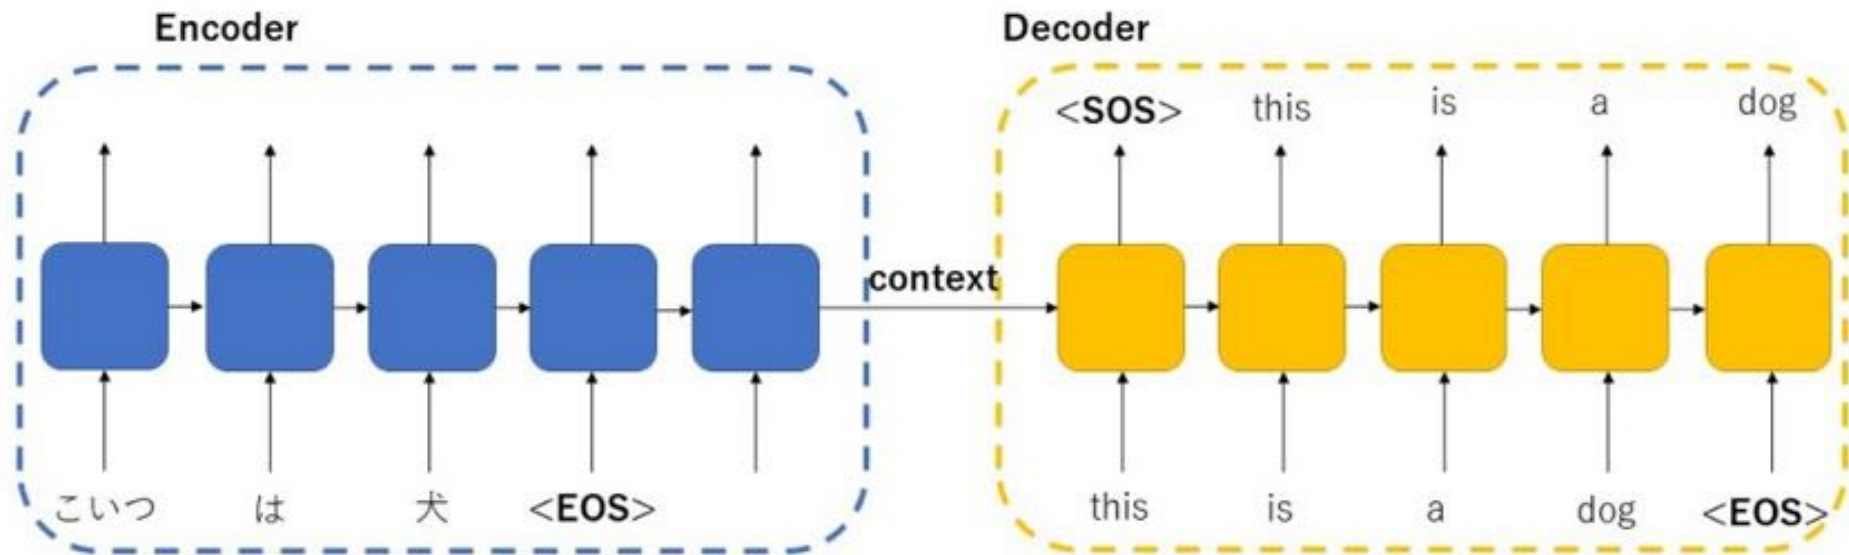 Encoder
Decoder
<SOS> this is a dog
context
こいつ は 犬 <EOS>
this is a dog <EOS>